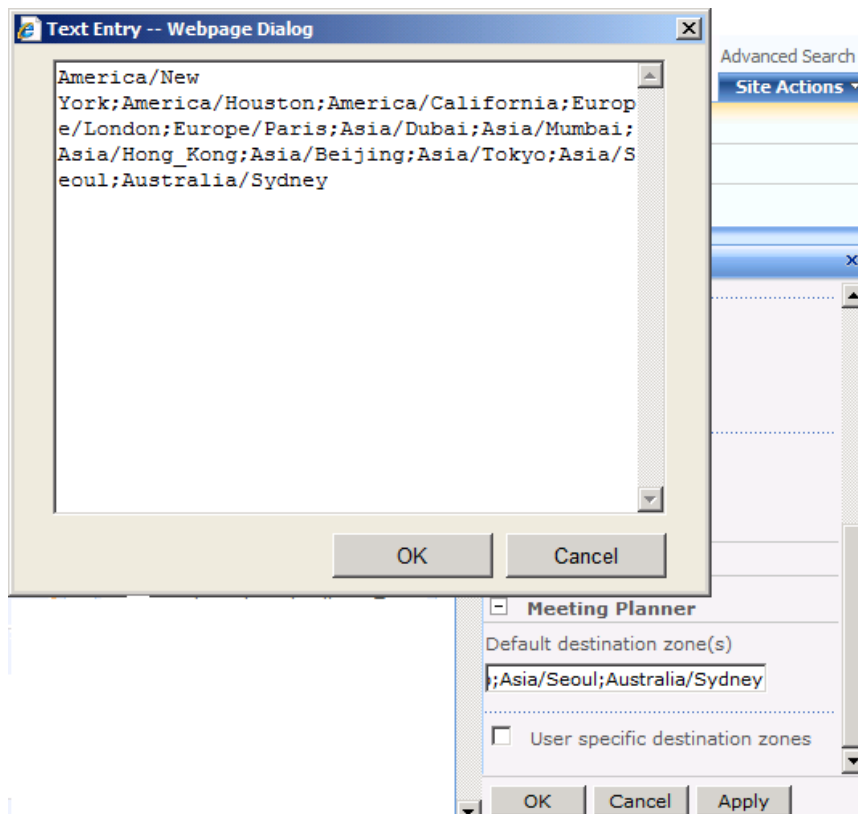 Text Entry -- Webpage Dialog
America/New
York;America/Houston;America/California;Europ
e/London;Europe/Paris;Asia/Dubai;Asia/Mumbai;
Asia/Hong_Kong;Asia/Beijing;Asia/Tokyo;Asia/S
eoul;Australia/Sydney
OK Cancel
Advanced Search
Site Actions
Meeting Planner
Default destination zone(s)
;Asia/Seoul;Australia/Sydney
User specific destination zones
OK Cancel Apply